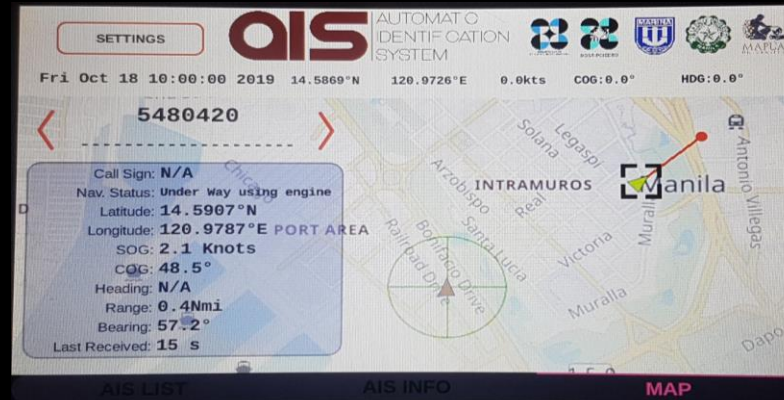 SETTINGS
AIS
AUTOMATIC
IDENTIFICATION
SYSTEM
MARINA
MAPUA
Fri Oct 18 10:00:00 2019 14.5869°N 120.9726°E 0.0kts COG:0.0° HDG:0.0°
5480420
--------------------
Call Sign: N/A
Nav. Status: Under Way using engine
Latitude: 14.5907°N
Longitude: 120.9787°E
SOG: 2.1 Knots
COG: 48.5°
Heading: N/A
Range: 0.4Nmi
Bearing: 57.2°
Last Received: 15 s
Chicago
D
PORT AREA
Railroad Drive
Bonifacio Drive
Santa Lucia
Arzobispo
INTRAMUROS
Real
Solana
Legaspi
Victoria
Muralla
Muralla
Manila
Antonio Villegas
AIS LIST
AIS INFO
MAP